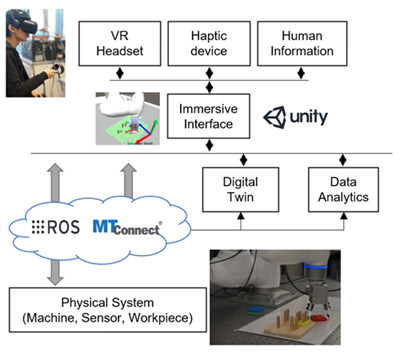 VR
Headset
Haptic
device
Human
Information
Immersive
Interface
unity
Digital
Twin
Data
Analytics
ROS
MTConnect®
Physical System
(Machine, Sensor, Workpiece)